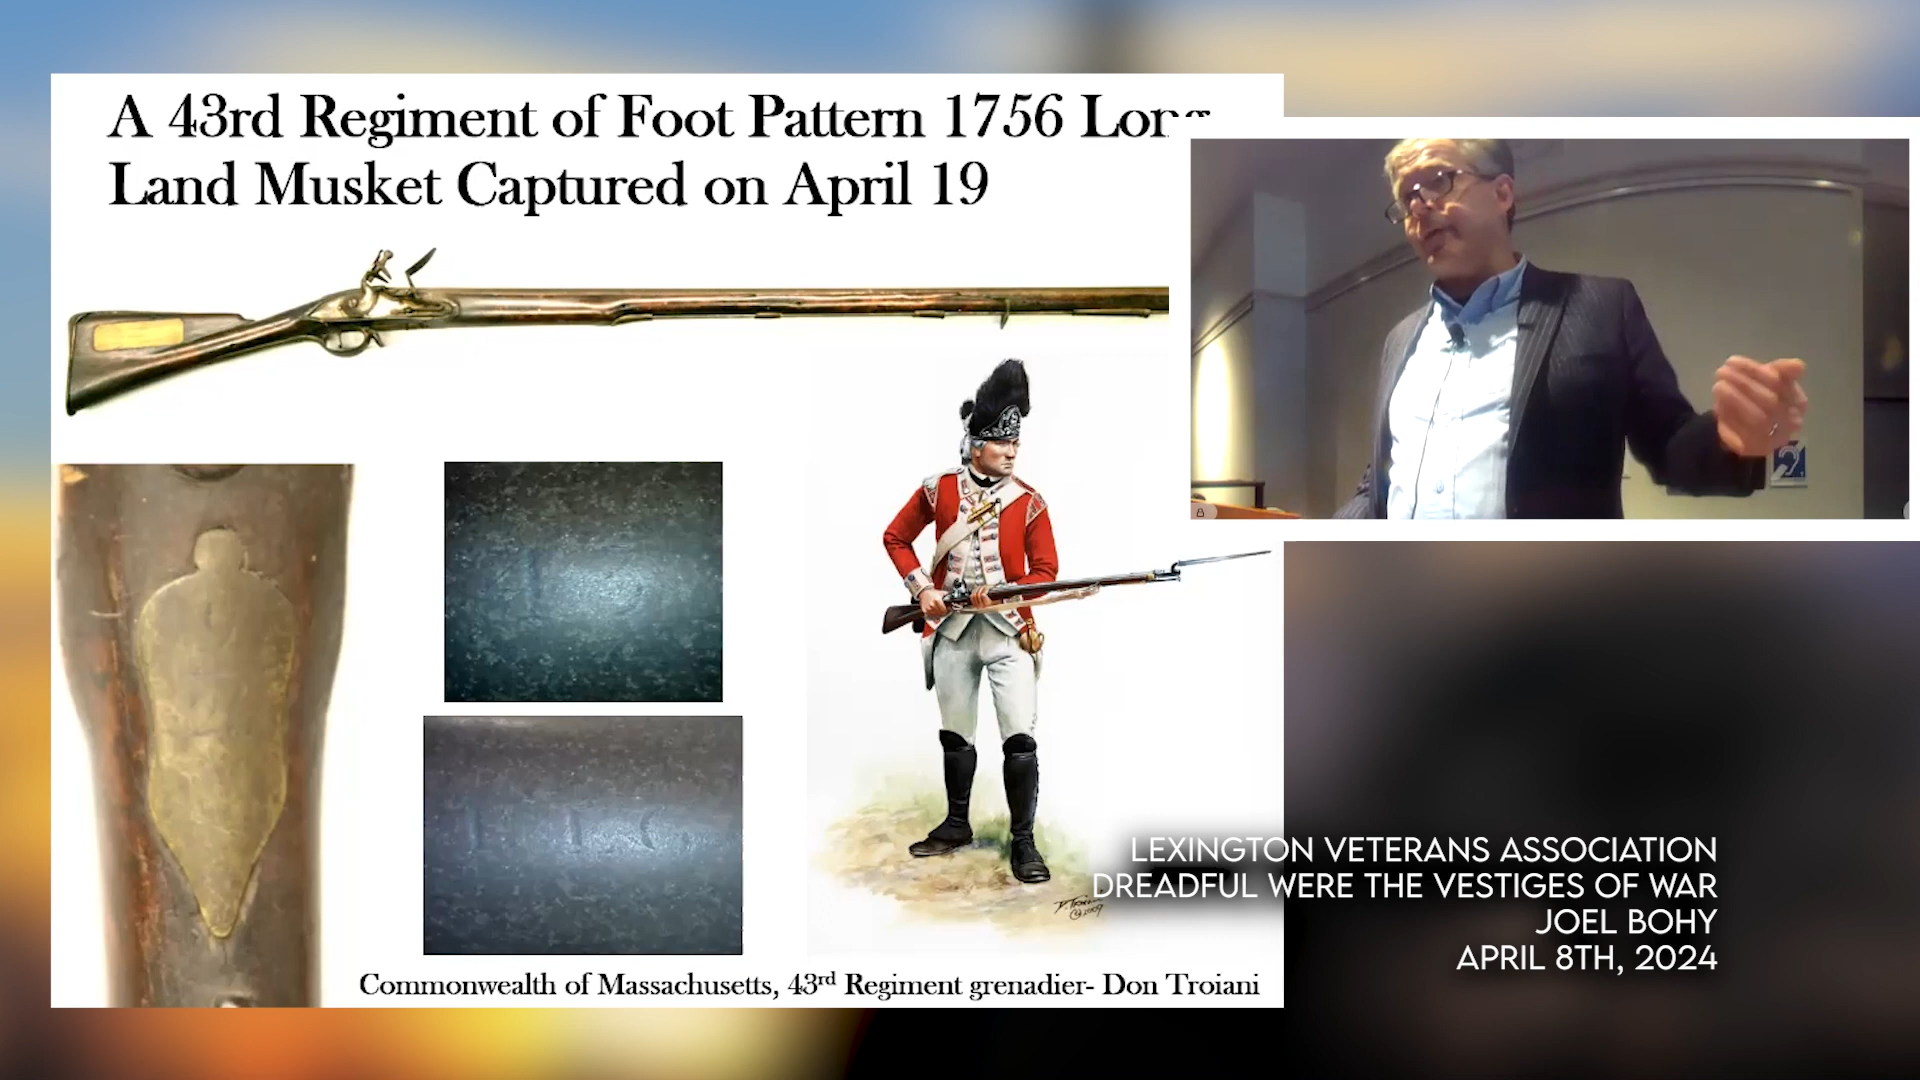 A 43rd Regiment of Foot Pattern 1756 Long
Land Musket Captured on April 19
Commonwealth of Massachusetts, 43rd Regiment grenadier- Don Troiani
LEXINGTON VETERANS ASSOCIATION
DREADFUL WERE THE VESTIGES OF WAR
JOEL BOHY
APRIL 8TH, 2024